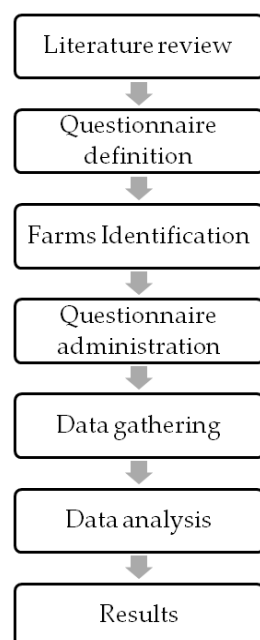 Literature review
Questionnaire
definition
Farms Identification
Questionnaire
administration
Data gathering
Data analysis
Results